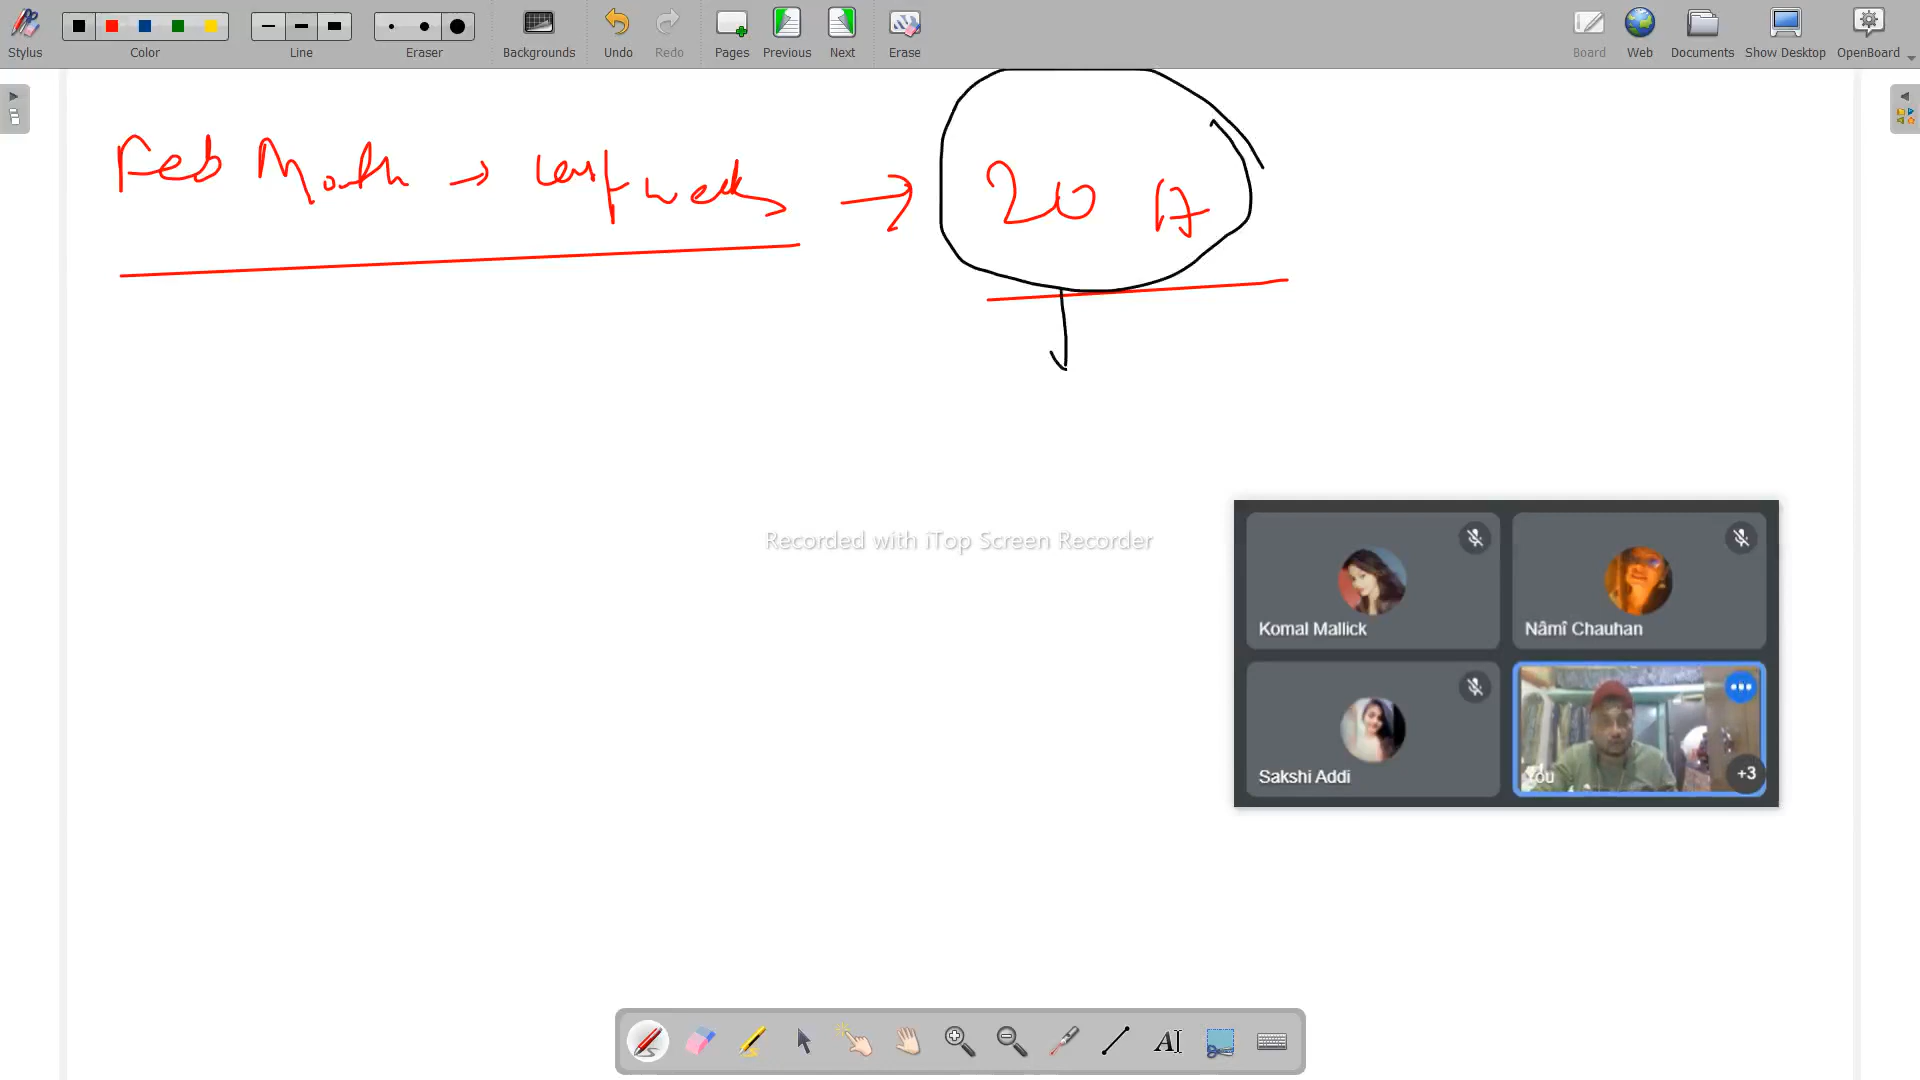 Stylus Color Line Eraser Backgrounds Undo Redo Pages Previous Next Erase Board Web Documents Show Desktop OpenBoard
Feb Month → last week → 20
Recorded with iTop Screen Recorder
Komal Mallick Nâmî Chauhan
Sakshi Addi You +3